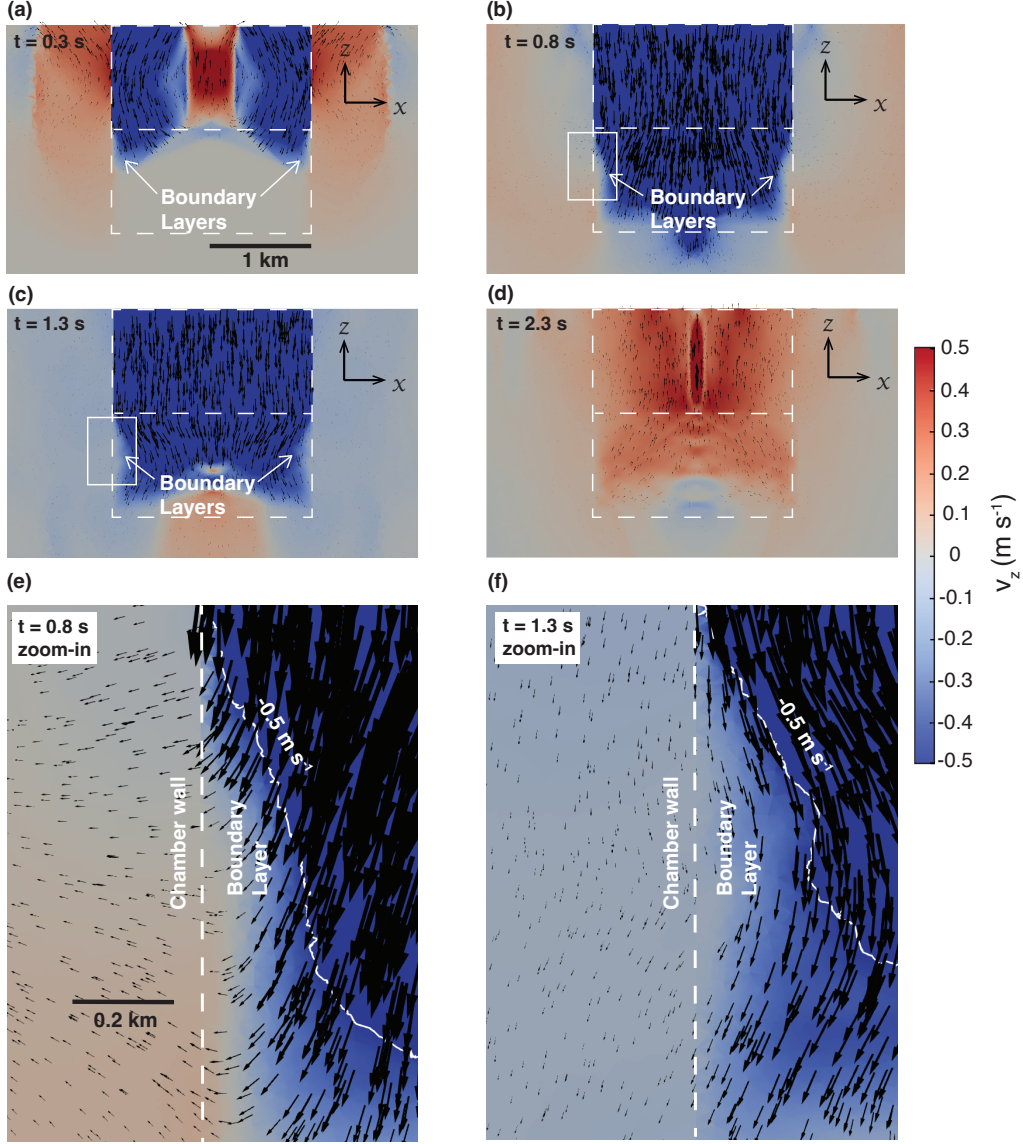 (a)
t = 0.3 s
z
x
Boundary
Layers
1 km
(b)
t = 0.8 s
z
x
Boundary
Layers
(c)
t = 1.3 s
z
x
Boundary
Layers
(d)
t = 2.3 s
z
x
0.5
0.4
0.3
0.2
0.1
0
-0.1
-0.2
-0.3
-0.4
-0.5
v_z (m s⁻¹)
(e)
t = 0.8 s
zoom-in
-0.5 m s⁻¹
Chamber wall
Boundary
Layer
0.2 km
(f)
t = 1.3 s
zoom-in
-0.5 m s⁻¹
Chamber wall
Boundary
Layer